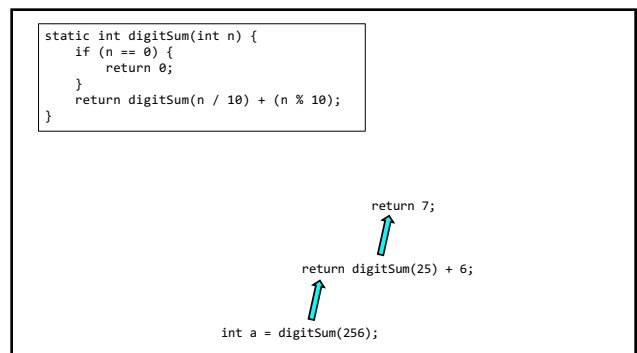 static int digitSum(int n) {
    if (n == 0) {
        return 0;
    }
    return digitSum(n / 10) + (n % 10);
}
return 7;
return digitSum(25) + 6;
int a = digitSum(256);